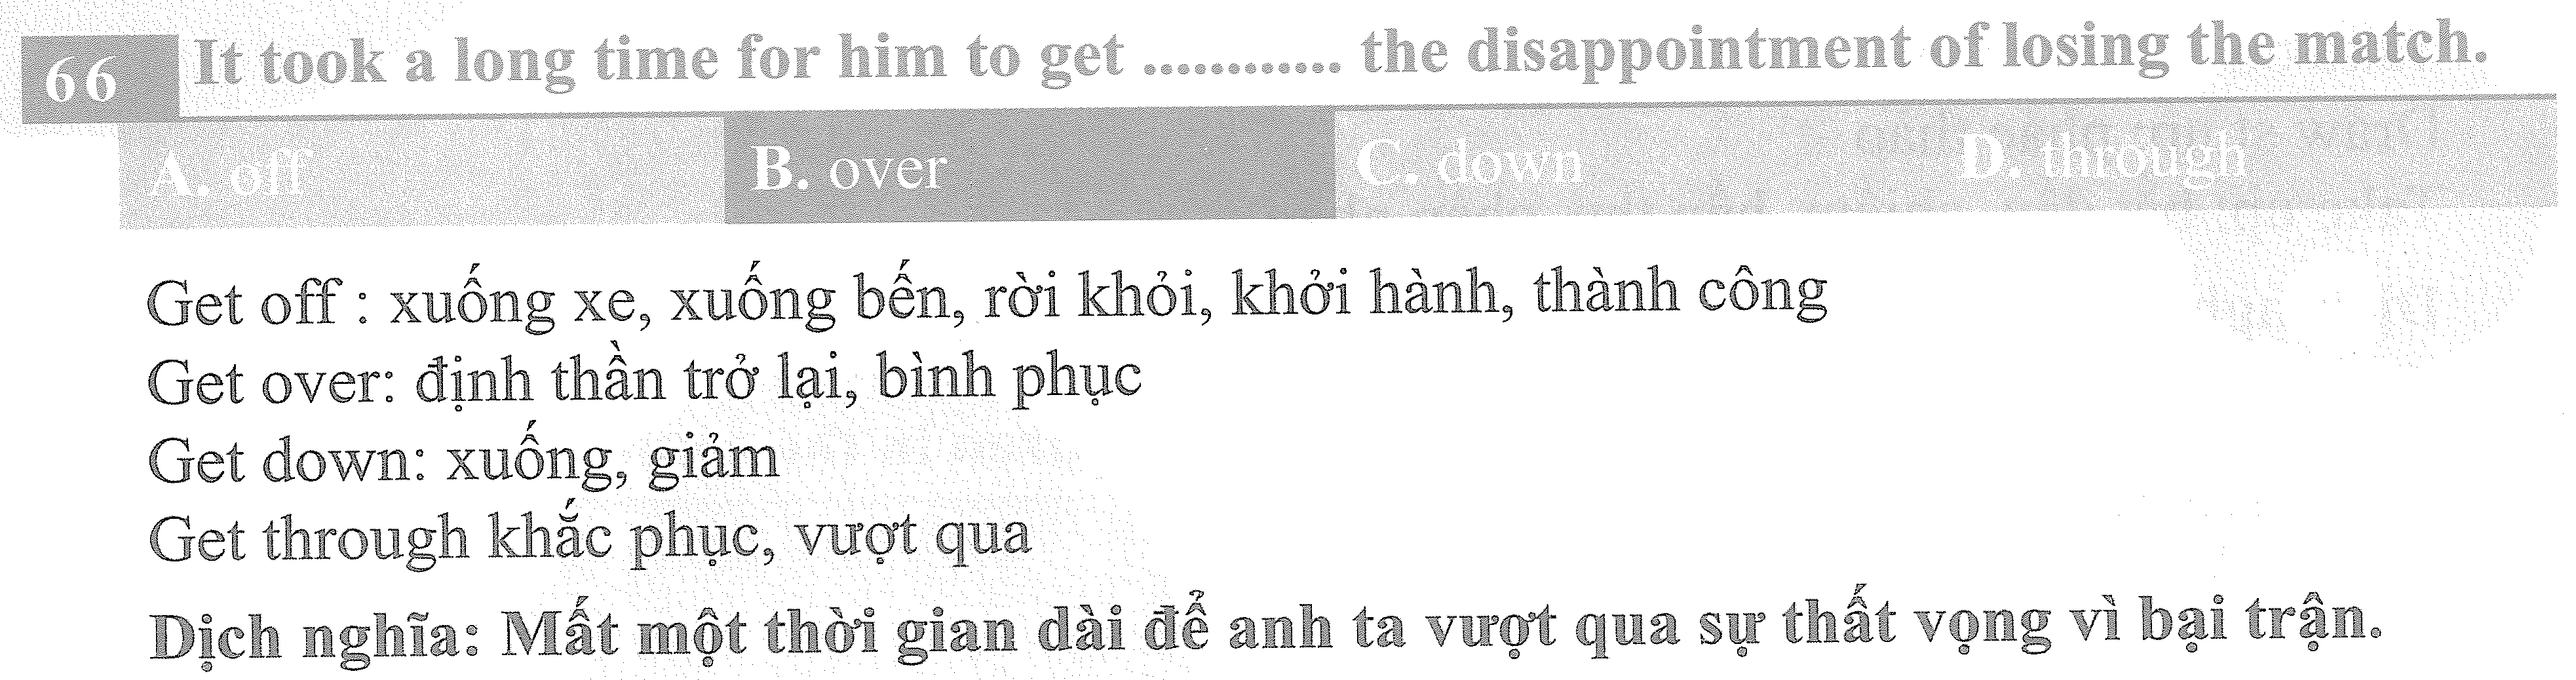 66 It took a long time for him to get ............ the disappointment of losing the match.
A. off B. over C. down D. through
Get off : xuống xe, xuống bến, rời khỏi, khởi hành, thành công
Get over: định thần trở lại, bình phục
Get down: xuống, giảm
Get through khắc phục, vượt qua
Dịch nghĩa: Mất một thời gian dài để anh ta vượt qua sự thất vọng vì bại trận.